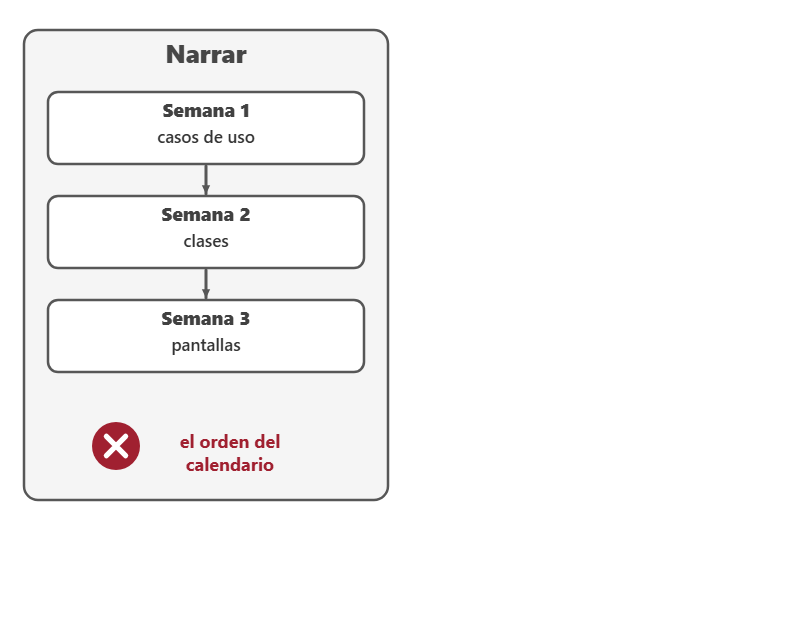 Narrar
Semana 1
casos de uso
Semana 2
clases
Semana 3
pantallas
el orden del
calendario